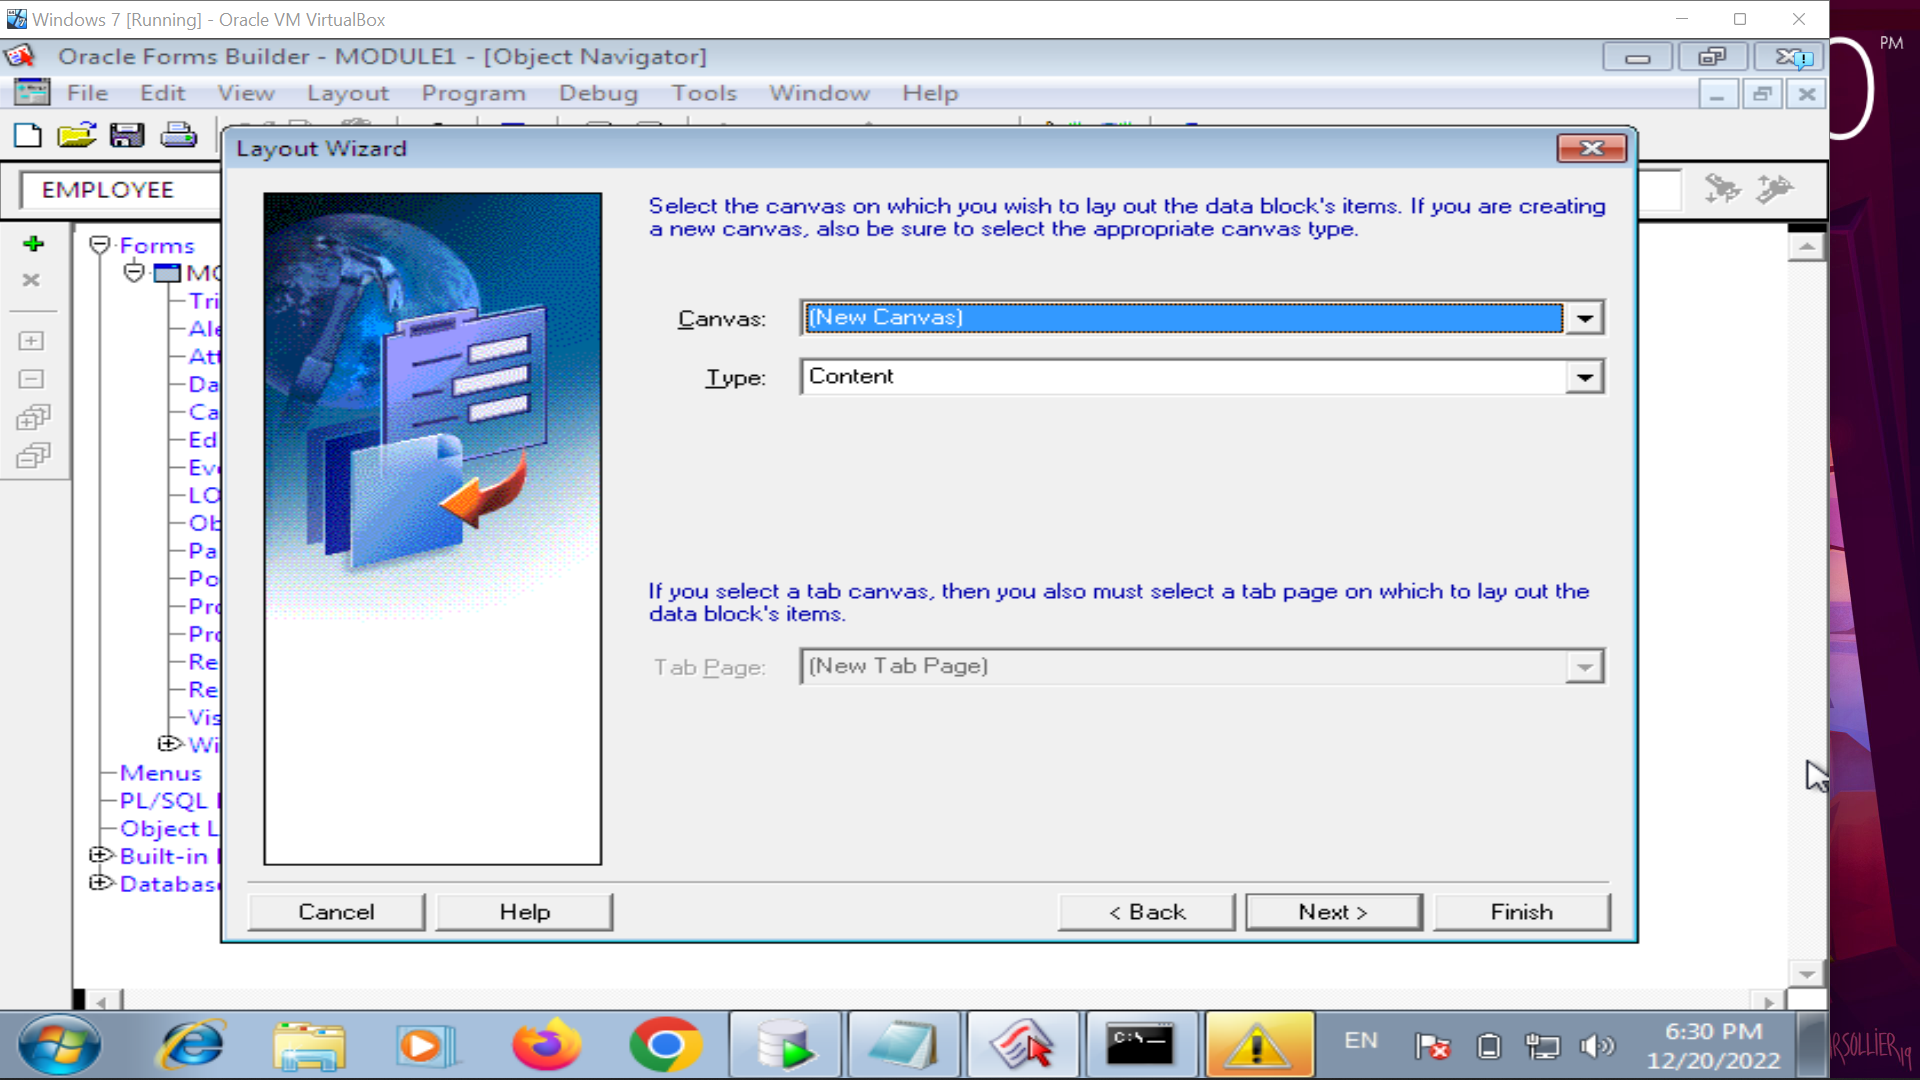 Windows 7 [Running] - Oracle VM VirtualBox
PM
Oracle Forms Builder - MODULE1 - [Object Navigator]
File Edit View Layout Program Debug Tools Window Help
Layout Wizard
EMPLOYEE
Select the canvas on which you wish to lay out the data block's items. If you are creating
a new canvas, also be sure to select the appropriate canvas type.
Canvas: (New Canvas)
Type: Content
If you select a tab canvas, then you also must select a tab page on which to lay out the
data block's items.
Tab Page: (New Tab Page)
Forms
MO
Tri
Ale
Att
Da
Ca
Ed
Eve
LO
Ob
Pa
Po
Pro
Pro
Re
Re
Vis
Wi
Menus
PL/SQL
Object L
Built-in
Databas
Cancel Help < Back Next > Finish
EN
6:30 PM
12/20/2022